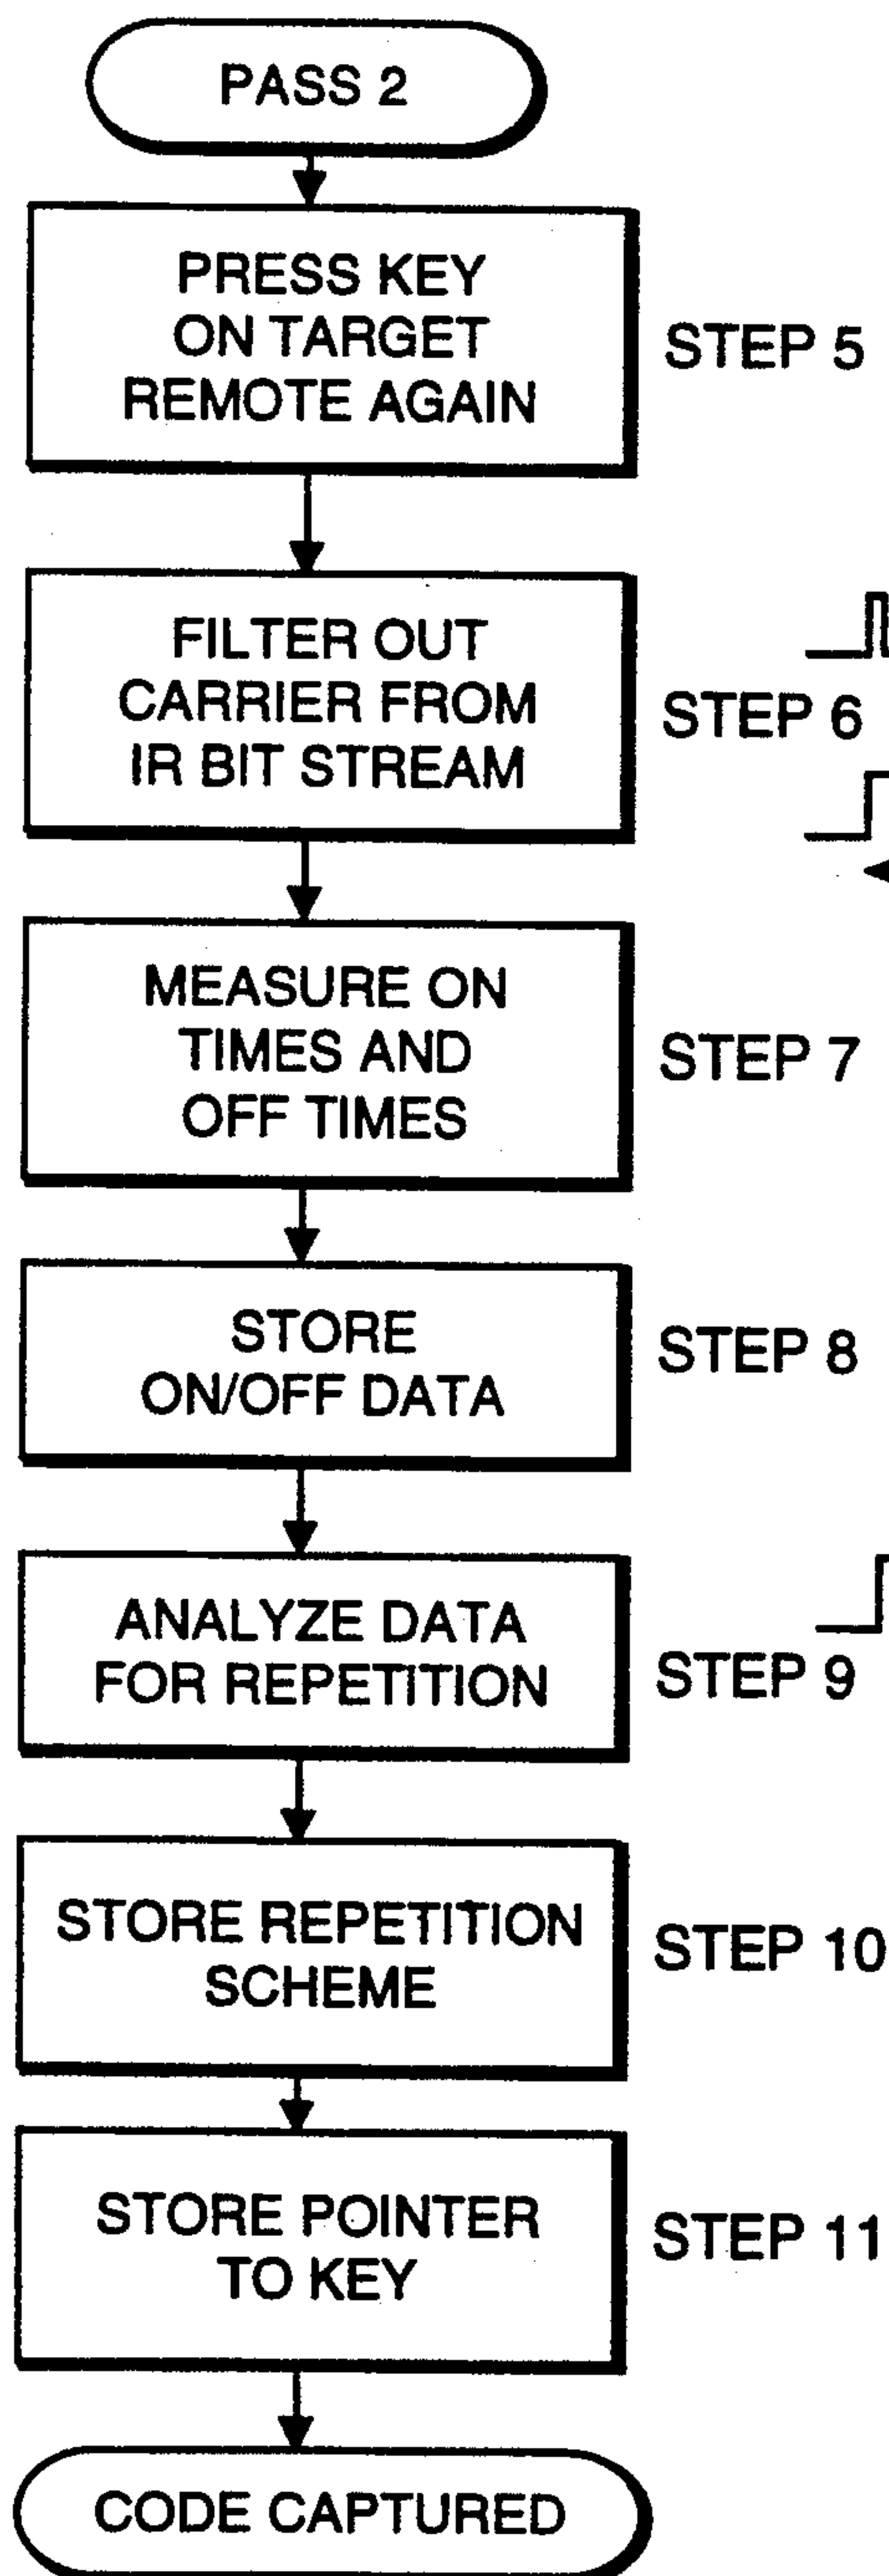 PASS 2
PRESS KEY
ON TARGET
REMOTE AGAIN
STEP 5
FILTER OUT
CARRIER FROM
IR BIT STREAM
STEP 6
MEASURE ON
TIMES AND
OFF TIMES
STEP 7
STORE
ON/OFF DATA
STEP 8
ANALYZE DATA
FOR REPETITION
STEP 9
STORE REPETITION
SCHEME
STEP 10
STORE POINTER
TO KEY
STEP 11
CODE CAPTURED